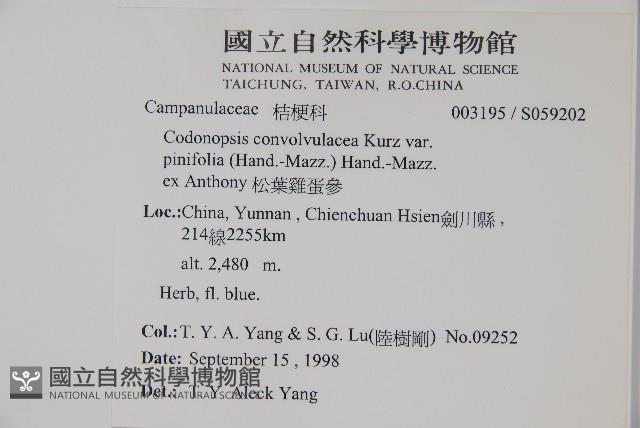 國立自然科學博物館
NATIONAL MUSEUM OF NATURAL SCIENCE
TAICHUNG, TAIWAN, R.O.CHINA
Campanulaceae 桔梗科 003195 / S059202
Codonopsis convolvulacea Kurz var.
pinifolia (Hand.-Mazz.) Hand.-Mazz.
ex Anthony 松葉雞蛋參
Loc.:China, Yunnan , Chienchuan Hsien劍川縣 ,
214線2255km
alt. 2,480 m.
Herb, fl. blue.
Col.:T. Y. A. Yang & S. G. Lu(陸樹剛) No.09252
Date: September 15 , 1998
Det.: T. Y. Aleck Yang
國立自然科學博物館
NATIONAL MUSEUM OF NATURAL SCIENCE